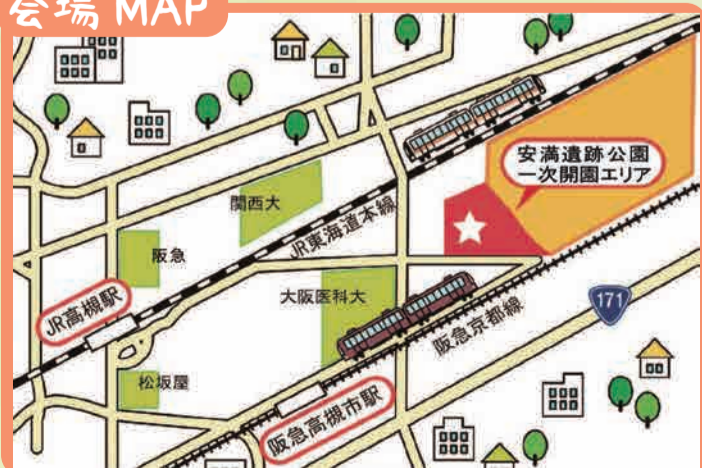 会場 MAP
安満遺跡公園
一次開園エリア
関西大
JR東海道本線
阪急
大阪医科大
171
JR高槻駅
阪急京都線
松坂屋
阪急高槻市駅